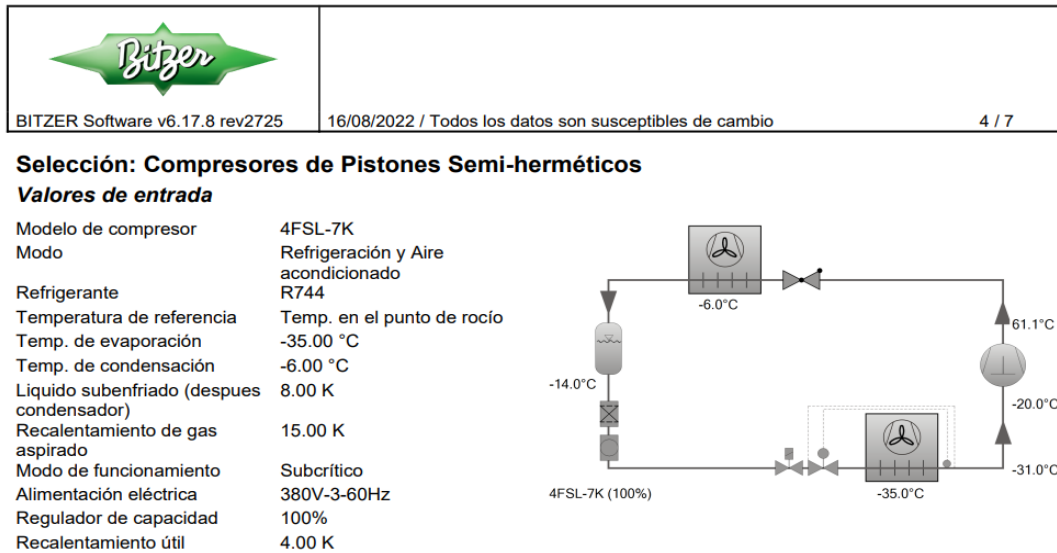 Bitzer
BITZER Software v6.17.8 rev2725
16/08/2022 / Todos los datos son susceptibles de cambio
4 / 7
Selección: Compresores de Pistones Semi-herméticos
Valores de entrada
Modelo de compresor 4FSL-7K
Modo Refrigeración y Aire
acondicionado
Refrigerante R744
Temperatura de referencia Temp. en el punto de rocío
Temp. de evaporación -35.00 °C
Temp. de condensación -6.00 °C
Liquido subenfriado (despues 8.00 K
condensador)
Recalentamiento de gas 15.00 K
aspirado
Modo de funcionamiento Subcrítico
Alimentación eléctrica 380V-3-60Hz
Regulador de capacidad 100%
Recalentamiento útil 4.00 K
-6.0°C
61.1°C
-14.0°C
-20.0°C
-31.0°C
4FSL-7K (100%)
-35.0°C